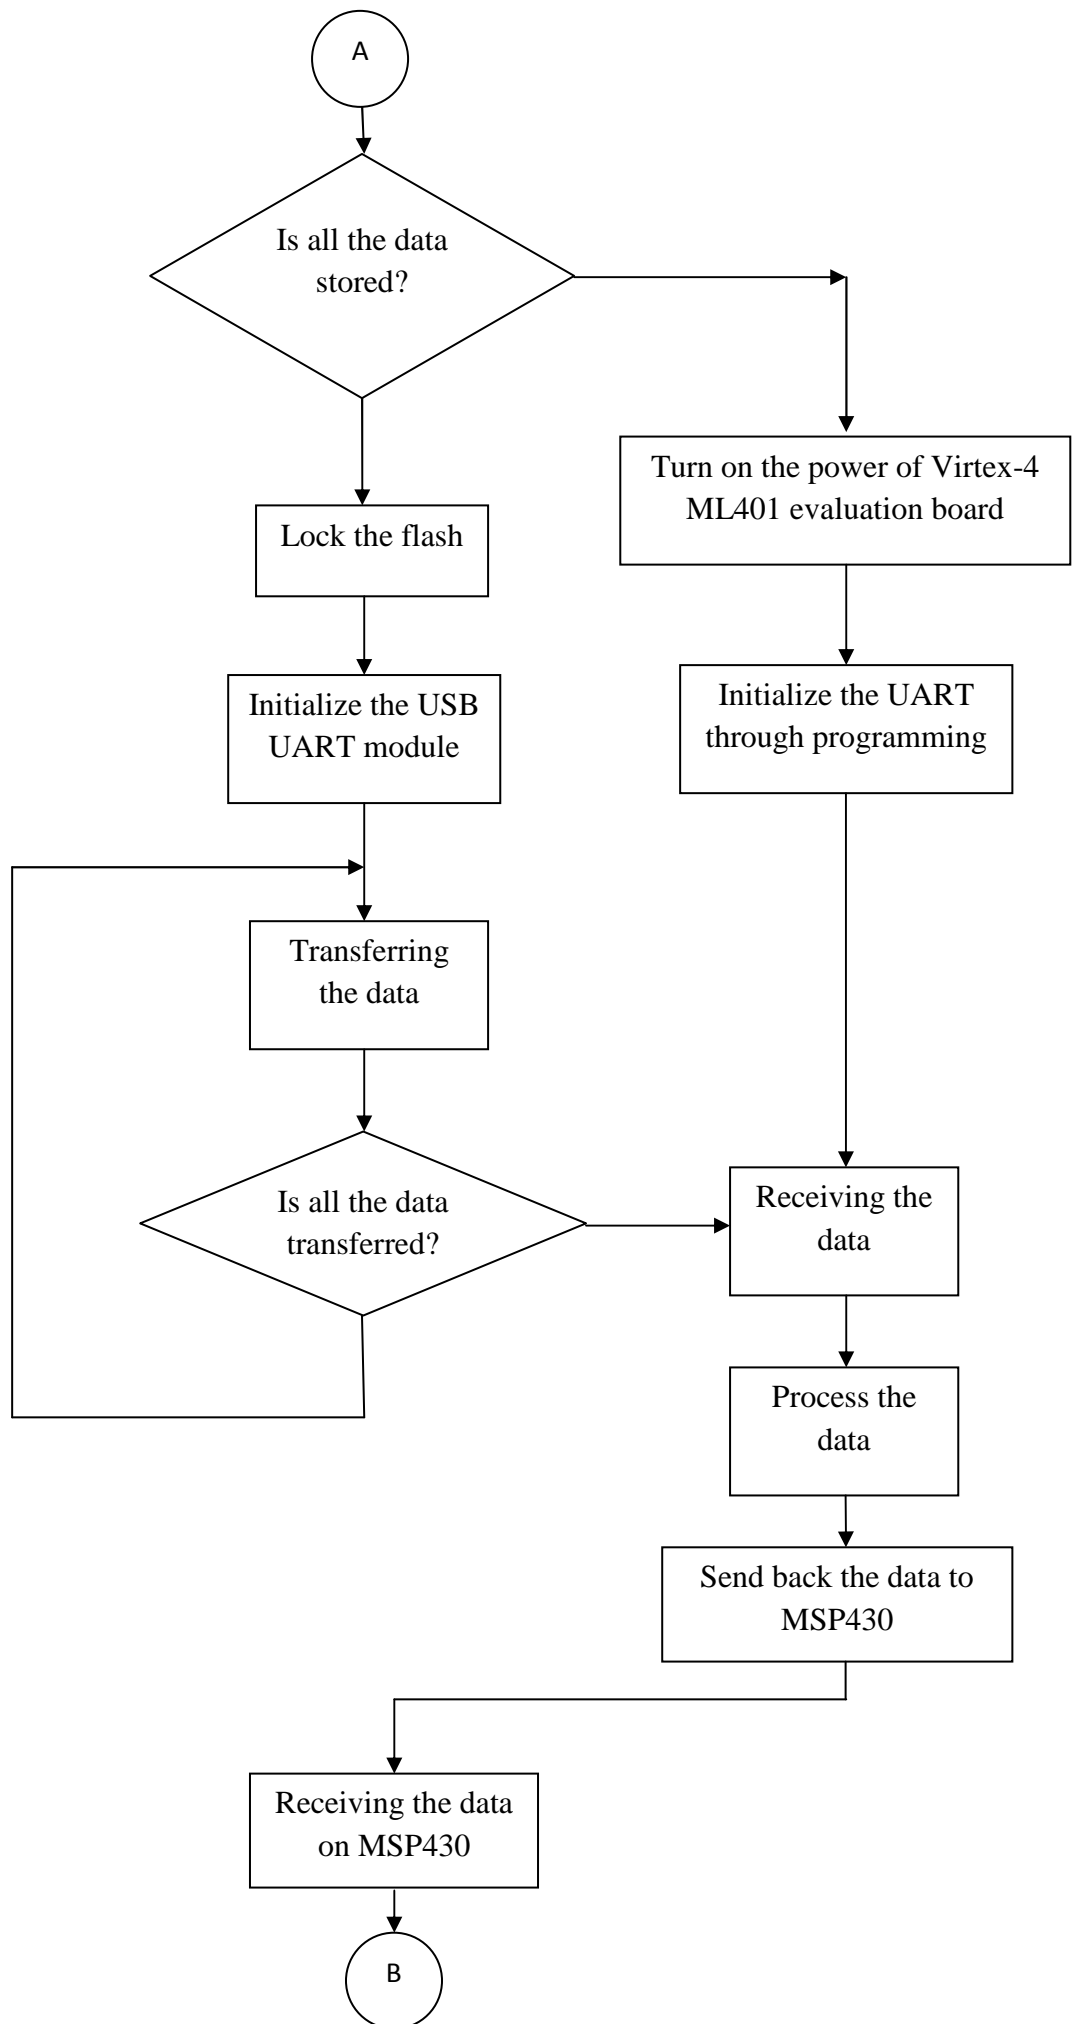 A
Is all the data
stored?
Turn on the power of Virtex-4
ML401 evaluation board
Lock the flash
Initialize the UART
through programming
Initialize the USB
UART module
Transferring
the data
Is all the data
transferred?
Receiving the
data
Process the
data
Send back the data to
MSP430
Receiving the data
on MSP430
B